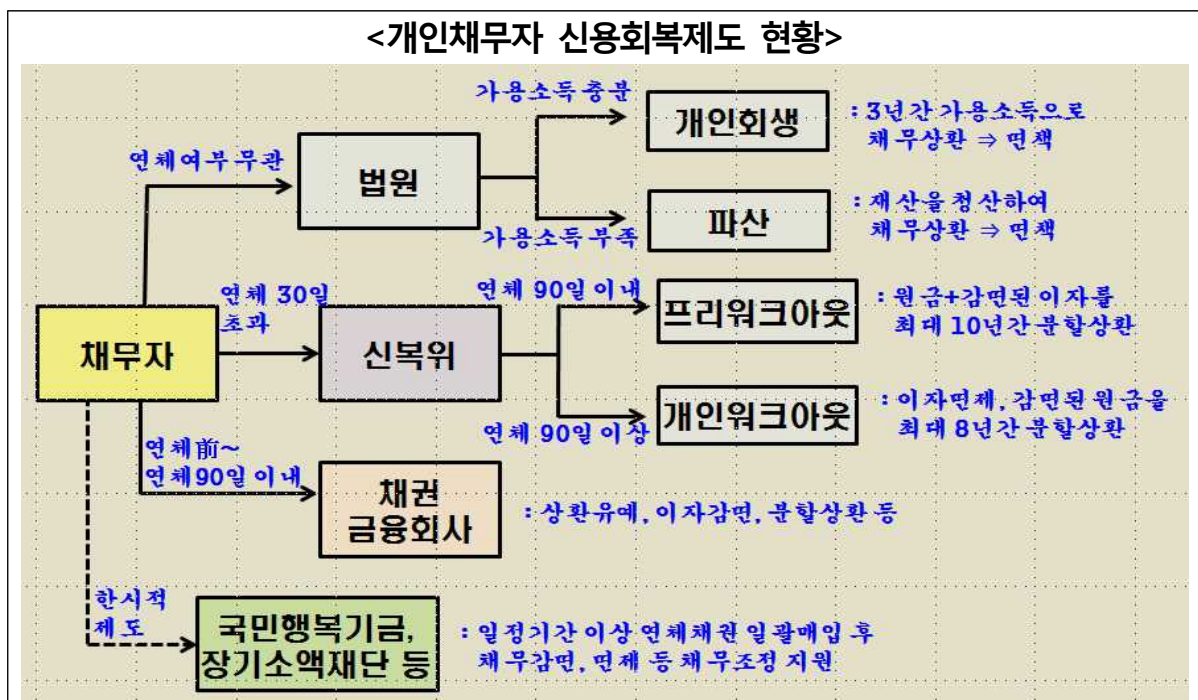 <개인채무자 신용회복제도 현황>
가용소득 충분
개인회생
: 3년간 가용소득으로
채무상환 ⇒ 면책
연체여부무관
법원
가용소득 부족
파산
: 재산을 청산하여
채무상환 ⇒ 면책
연체 30일
초과
채무자
신복위
연체 90일 이내
프리워크아웃
: 원금+감면된 이자를
최대 10년간 분할상환
연체 90일 이상
개인워크아웃
: 이자면제, 감면된 원금을
최대 8년간 분할상환
연체前~
연체90일 이내
채권
금융회사
: 상환유예, 이자감면, 분할상환 등
한시적
제도
국민행복기금,
장기소액재단 등
: 일정기간 이상 연체채권 일괄매입 후
채무감면, 면제 등 채무조정 지원